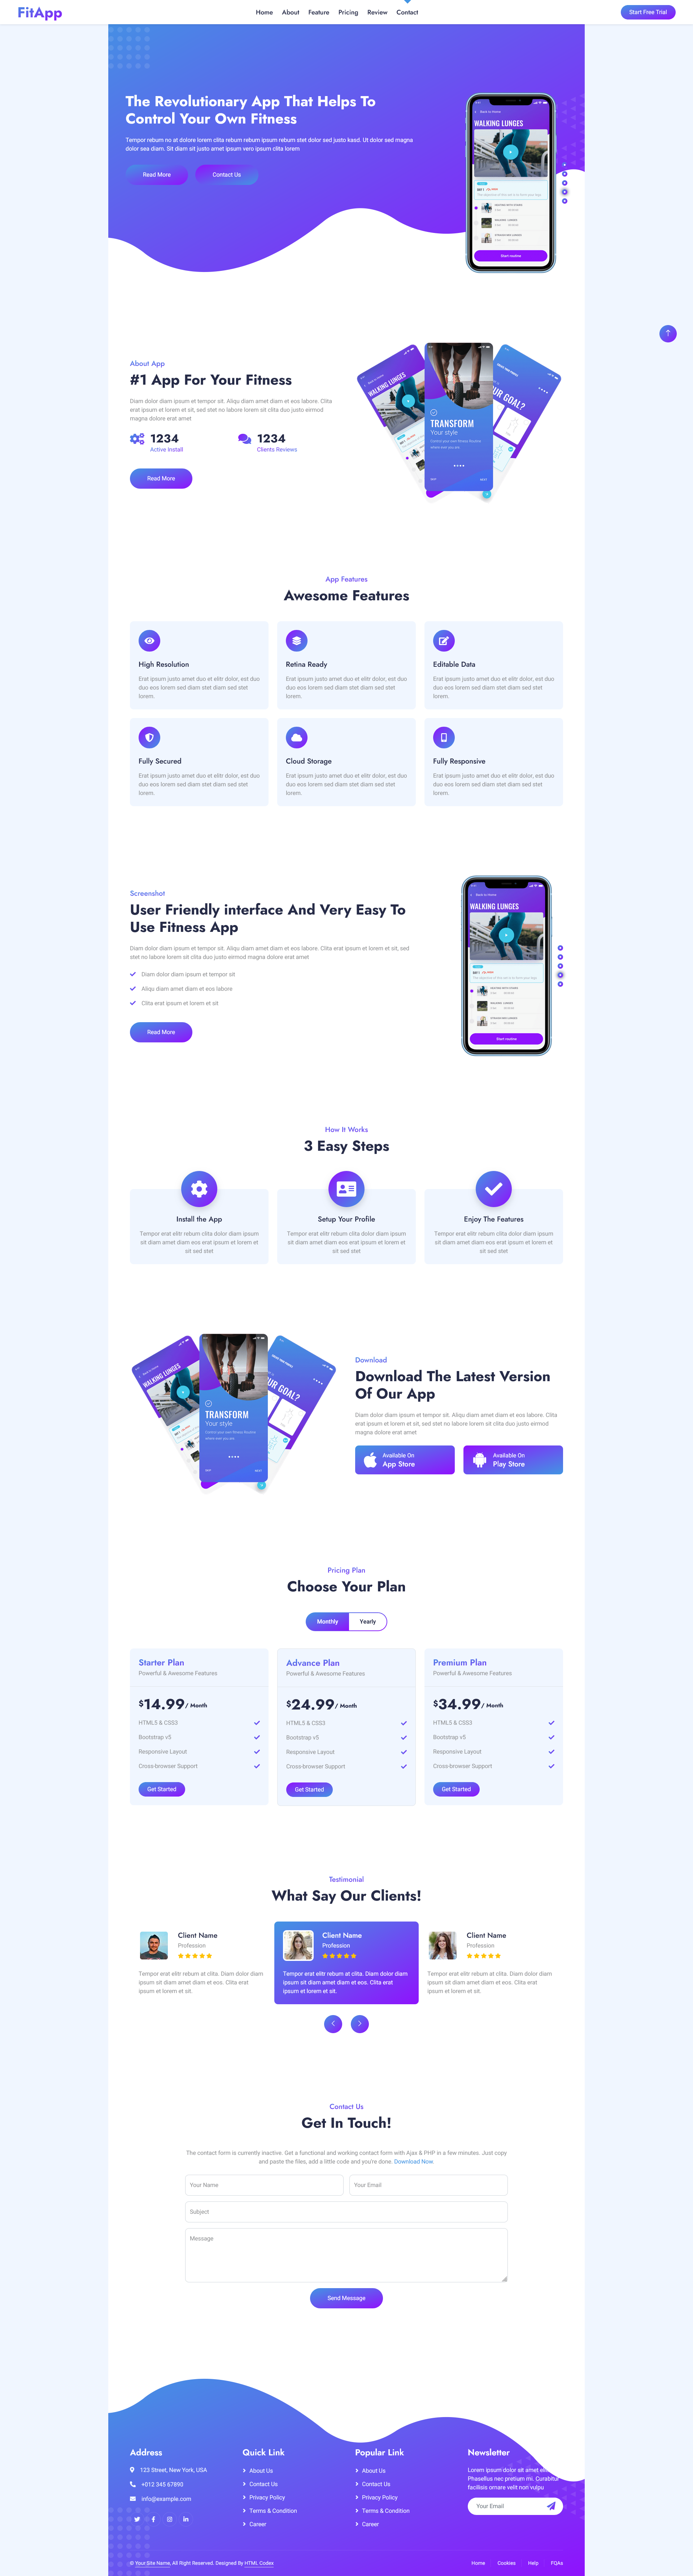 FitApp
Home About Feature Pricing Review Contact
Start Free Trial
The Revolutionary App That Helps To
Control Your Own Fitness
Tempor rebum no at dolore lorem clita rebum rebum ipsum rebum stet dolor sed justo kasd. Ut dolor sed magna
dolor sea diam. Sit diam sit justo amet ipsum vero ipsum clita lorem
Read More
Contact Us
Back to Home
WALKING LUNGES
Start routine
About App
#1 App For Your Fitness
Diam dolor diam ipsum et tempor sit. Aliqu diam amet diam et eos labore. Clita
erat ipsum et lorem et sit, sed stet no labore lorem sit clita duo justo eirmod
magna dolore erat amet
1234
Active Install
1234
Clients Reviews
Read More
WALKING LUNGES
TRANSFORM
Your style
Control your own fitness lifestyle
where ever you are.
UR GOAL?
App Features
Awesome Features
High Resolution
Erat ipsum justo amet duo et elitr dolor, est duo
duo eos lorem sed diam stet diam sed stet
lorem.
Retina Ready
Erat ipsum justo amet duo et elitr dolor, est duo
duo eos lorem sed diam stet diam sed stet
lorem.
Editable Data
Erat ipsum justo amet duo et elitr dolor, est duo
duo eos lorem sed diam stet diam sed stet
lorem.
Fully Secured
Erat ipsum justo amet duo et elitr dolor, est duo
duo eos lorem sed diam stet diam sed stet
lorem.
Cloud Storage
Erat ipsum justo amet duo et elitr dolor, est duo
duo eos lorem sed diam stet diam sed stet
lorem.
Fully Responsive
Erat ipsum justo amet duo et elitr dolor, est duo
duo eos lorem sed diam stet diam sed stet
lorem.
Screenshot
User Friendly interface And Very Easy To
Use Fitness App
Diam dolor diam ipsum et tempor sit. Aliqu diam amet diam et eos labore. Clita erat ipsum et lorem et sit, sed
stet no labore lorem sit clita duo justo eirmod magna dolore erat amet
Diam dolor diam ipsum et tempor sit
Aliqu diam amet diam et eos labore
Clita erat ipsum et lorem et sit
Read More
Back to Home
WALKING LUNGES
Start routine
How It Works
3 Easy Steps
Install the App
Tempor erat elitr rebum clita dolor diam ipsum
sit diam amet diam eos erat ipsum et lorem et
sit sed stet
Setup Your Profile
Tempor erat elitr rebum clita dolor diam ipsum
sit diam amet diam eos erat ipsum et lorem et
sit sed stet
Enjoy The Features
Tempor erat elitr rebum clita dolor diam ipsum
sit diam amet diam eos erat ipsum et lorem et
sit sed stet
WALKING LUNGES
TRANSFORM
Your style
Control your own fitness lifestyle
where ever you are.
UR GOAL?
Download
Download The Latest Version
Of Our App
Diam dolor diam ipsum et tempor sit. Aliqu diam amet diam et eos labore. Clita
erat ipsum et lorem et sit, sed stet no labore lorem sit clita duo justo eirmod
magna dolore erat amet
Available On
App Store
Available On
Play Store
Pricing Plan
Choose Your Plan
Monthly Yearly
Starter Plan
Powerful & Awesome Features
$14.99/ Month
HTML5 & CSS3
Bootstrap v5
Responsive Layout
Cross-browser Support
Get Started
Advance Plan
Powerful & Awesome Features
$24.99/ Month
HTML5 & CSS3
Bootstrap v5
Responsive Layout
Cross-browser Support
Get Started
Premium Plan
Powerful & Awesome Features
$34.99/ Month
HTML5 & CSS3
Bootstrap v5
Responsive Layout
Cross-browser Support
Get Started
Testimonial
What Say Our Clients!
Client Name
Profession
Tempor erat elitr rebum at clita. Diam dolor diam
ipsum sit diam amet diam et eos. Clita erat
ipsum et lorem et sit.
Client Name
Profession
Tempor erat elitr rebum at clita. Diam dolor diam
ipsum sit diam amet diam et eos. Clita erat
ipsum et lorem et sit.
Client Name
Profession
Tempor erat elitr rebum at clita. Diam dolor diam
ipsum sit diam amet diam et eos. Clita erat
ipsum et lorem et sit.
Contact Us
Get In Touch!
The contact form is currently inactive. Get a functional and working contact form with Ajax & PHP in a few minutes. Just copy
and paste the files, add a little code and you're done. Download Now.
Your Name
Your Email
Subject
Message
Send Message
Address
123 Street, New York, USA
+012 345 67890
info@example.com
Quick Link
About Us
Contact Us
Privacy Policy
Terms & Condition
Career
Popular Link
About Us
Contact Us
Privacy Policy
Terms & Condition
Career
Newsletter
Lorem ipsum dolor sit amet elit.
Phasellus nec pretium mi. Curabitur
facilisis ornare velit non vulpu
Your Email
© Your Site Name, All Right Reserved. Designed By HTML Codex
Home Cookies Help FQAs